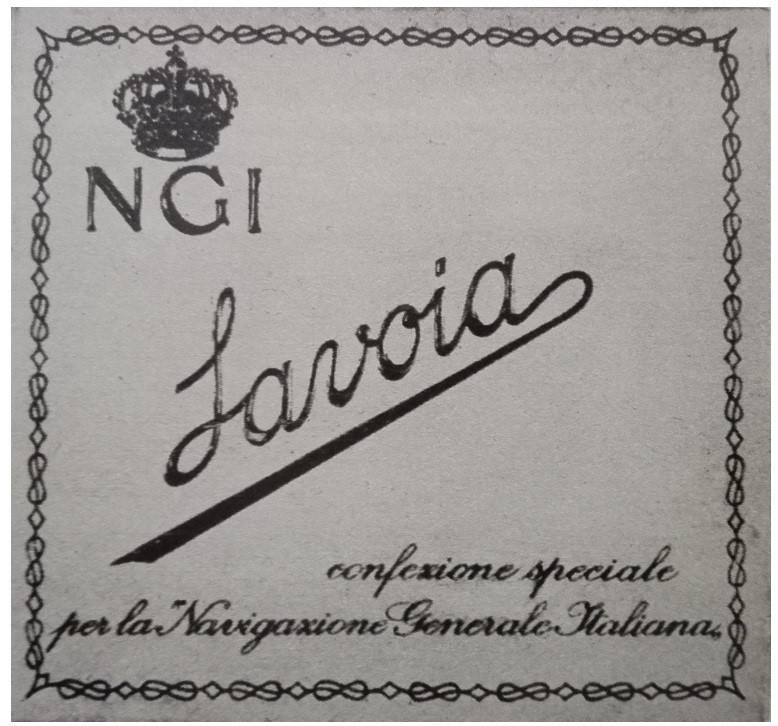 NGI
Savoia
confezione speciale
per la "Navigazione Generale Italiana"